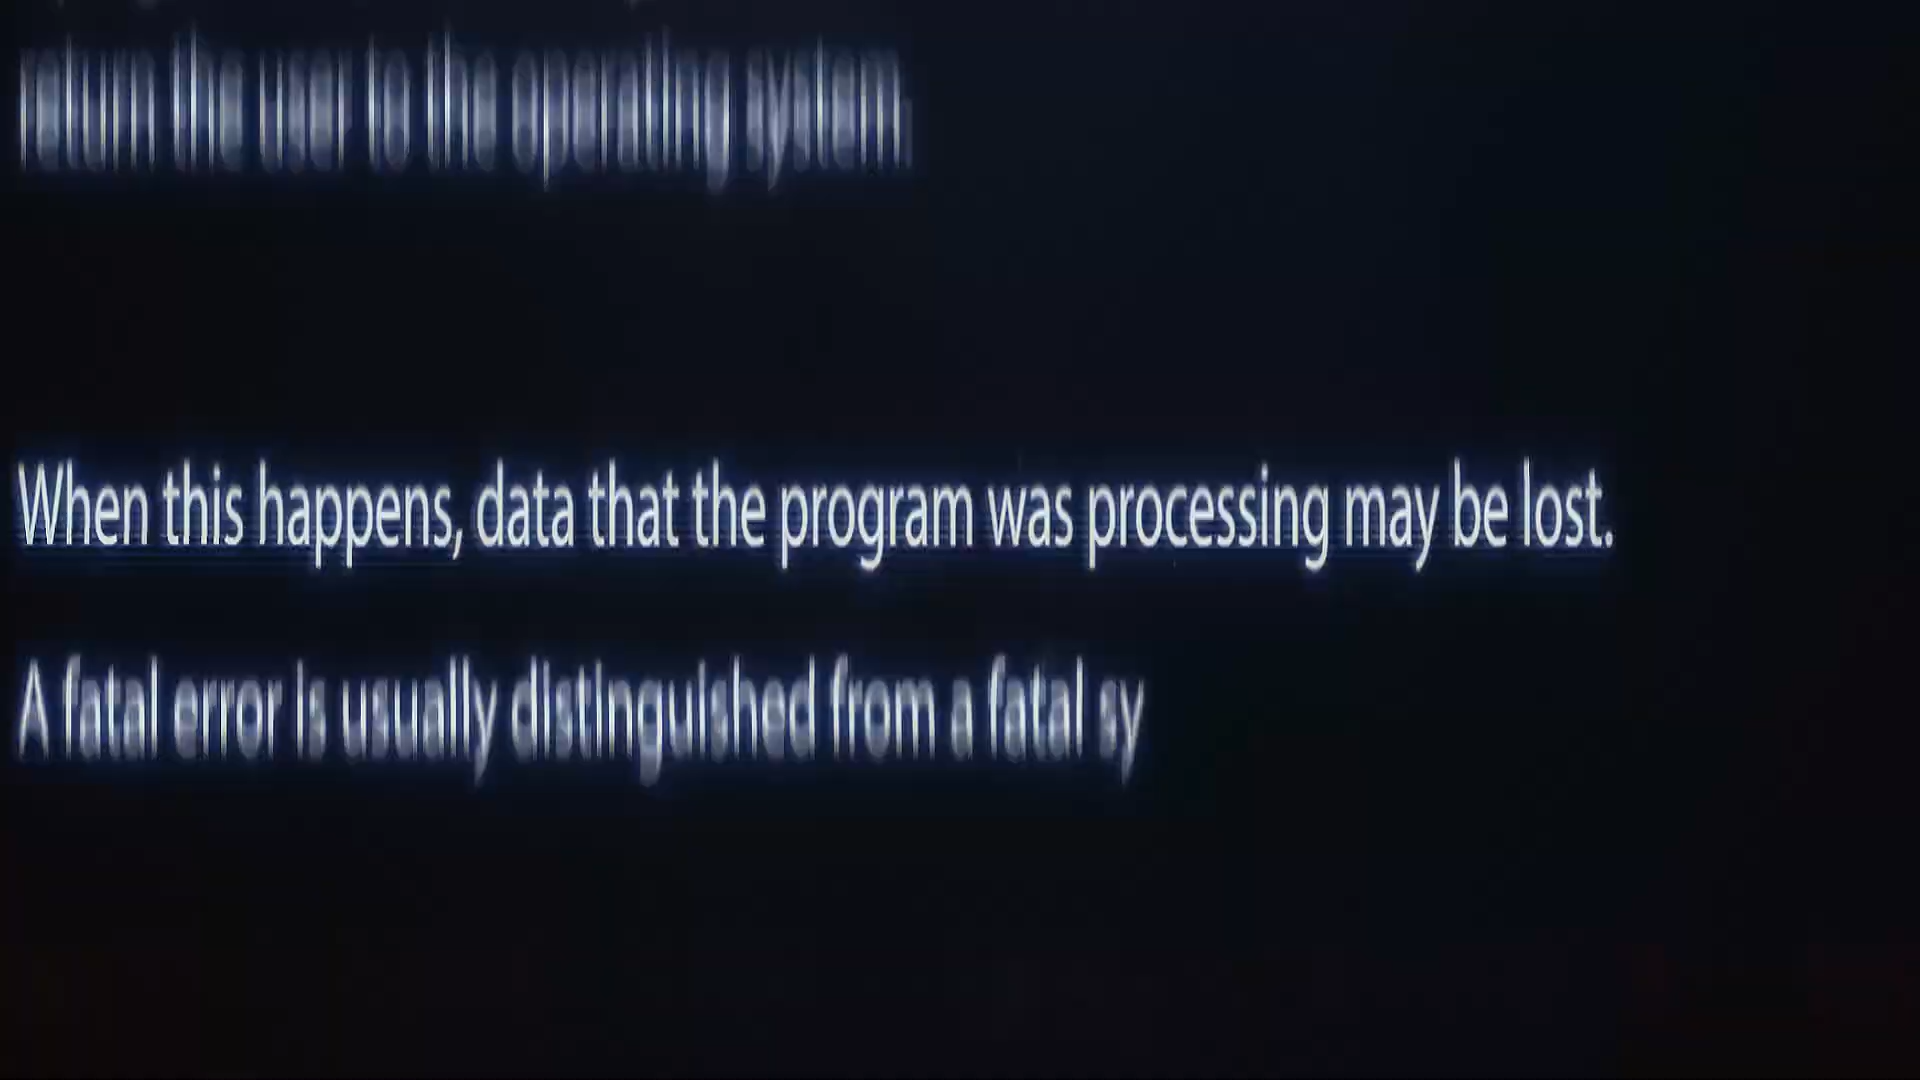 return the user to the operating system.
When this happens, data that the program was processing may be lost.
A fatal error is usually distinguished from a fatal sy